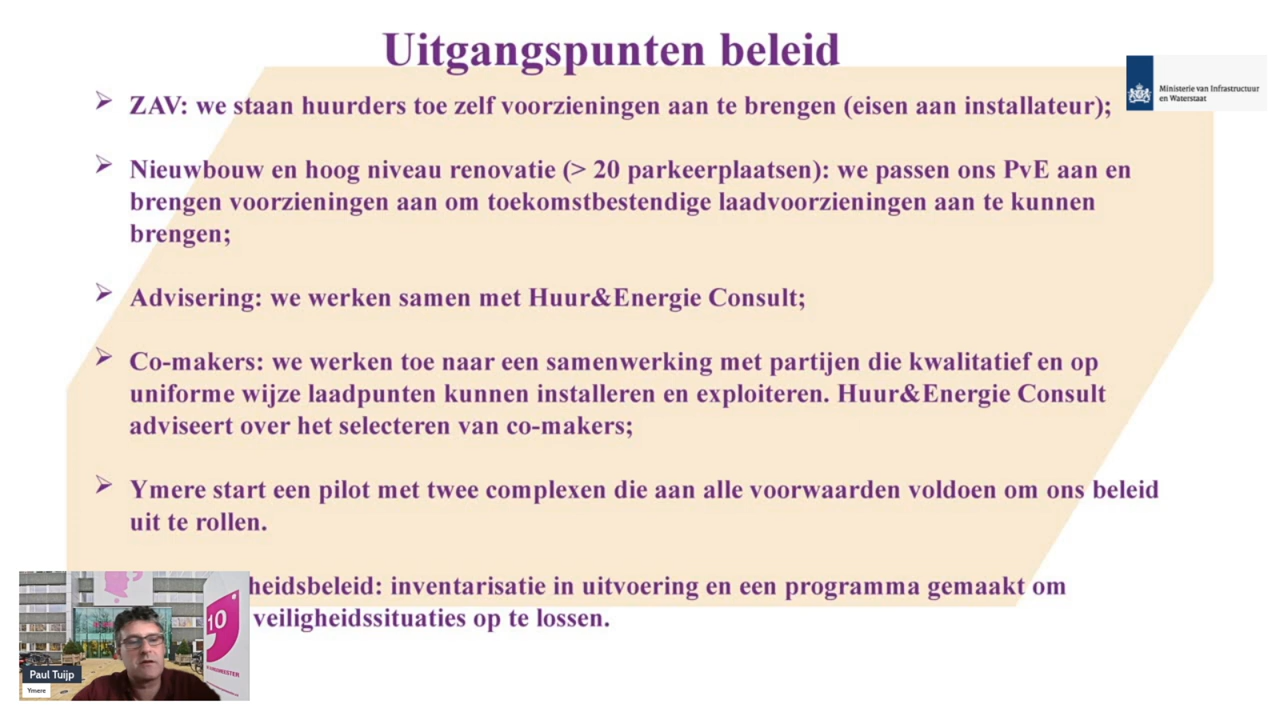 Uitgangspunten beleid
Ministerie van Infrastructuur
en Waterstaat
ZAV: we staan huurders toe zelf voorzieningen aan te brengen (eisen aan installateur);
Nieuwbouw en hoog niveau renovatie (> 20 parkeerplaatsen): we passen ons PvE aan en
brengen voorzieningen aan om toekomstbestendige laadvoorzieningen aan te kunnen
brengen;
Advisering: we werken samen met Huur&Energie Consult;
Co-makers: we werken toe naar een samenwerking met partijen die kwalitatief en op
uniforme wijze laadpunten kunnen installeren en exploiteren. Huur&Energie Consult
adviseert over het selecteren van co-makers;
Ymere start een pilot met twee complexen die aan alle voorwaarden voldoen om ons beleid
uit te rollen.
heidsbeleid: inventarisatie in uitvoering en een programma gemaakt om
veiligheidssituaties op te lossen.
10
Paul Tuijp
Ymere